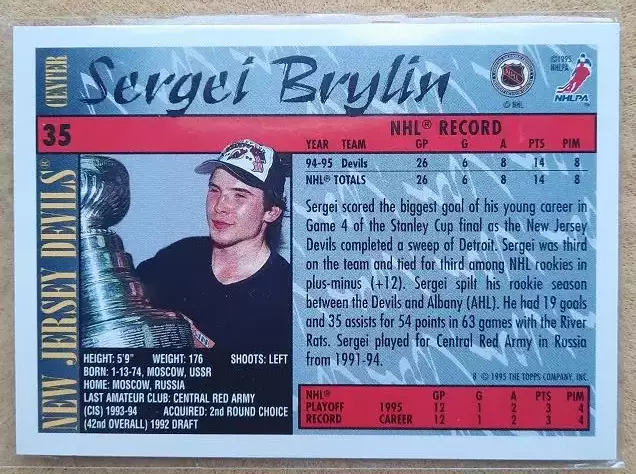 CENTER
Sergei Brylin
NHL
© NHL
©1995
NHLPA
NHLPA
TM
35
NHL® RECORD
YEAR TEAM GP G A PTS PIM
94-95 Devils 26 6 8 14 8
NHL® TOTALS 26 6 8 14 8
NEW JERSEY DEVILS®
Sergei scored the biggest goal of his young career in
Game 4 of the Stanley Cup final as the New Jersey
Devils completed a sweep of Detroit. Sergei was third
on the team and tied for third among NHL rookies in
plus-minus (+12). Sergei spilt his rookie season
between the Devils and Albany (AHL). He had 19 goals
and 35 assists for 54 points in 63 games with the River
Rats. Sergei played for Central Red Army in Russia
from 1991-94.
8 © 1995 THE TOPPS COMPANY, INC.
HEIGHT: 5'9" WEIGHT: 176 SHOOTS: LEFT
BORN: 1-13-74, MOSCOW, USSR
HOME: MOSCOW, RUSSIA
LAST AMATEUR CLUB: CENTRAL RED ARMY
(CIS) 1993-94 ACQUIRED: 2nd ROUND CHOICE
(42nd OVERALL) 1992 DRAFT
NHL® GP G A PTS PIM
PLAYOFF 1995 12 1 2 3 4
RECORD CAREER 12 1 2 3 4